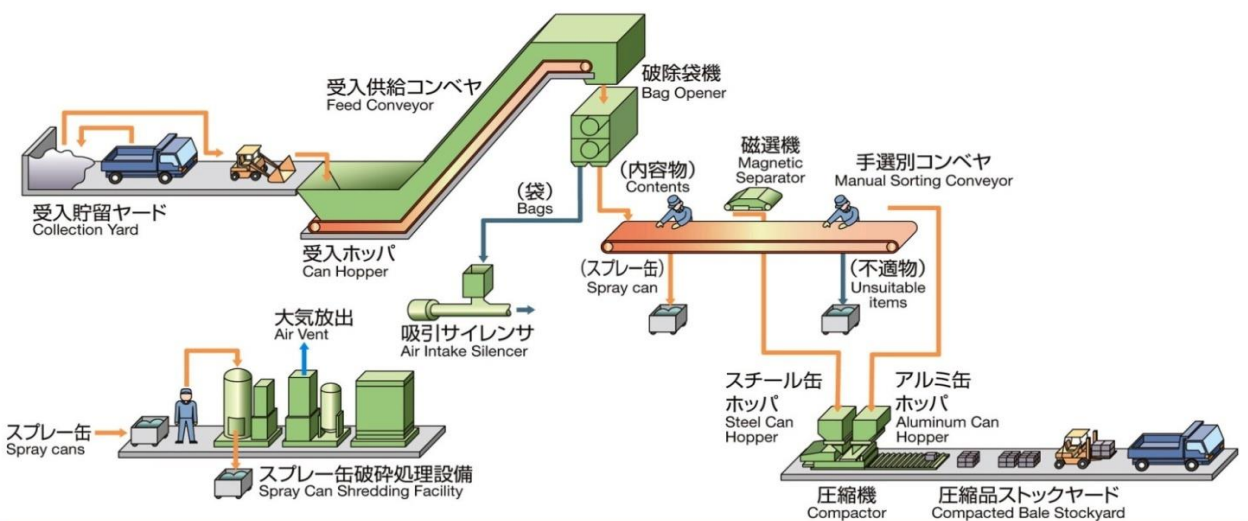 受入供給コンベヤ
Feed Conveyor
破除袋機
Bag Opener
磁選機
Magnetic
Separator
手選別コンベヤ
Manual Sorting Conveyor
(内容物)
Contents
(袋)
Bags
受入貯留ヤード
Collection Yard
受入ホッパ
Can Hopper
(スプレー缶)
Spray can
(不適物)
Unsuitable
items
吸引サイレンサ
Air Intake Silencer
大気放出
Air Vent
スプレー缶
Spray cans
スプレー缶破砕処理設備
Spray Can Shredding Facility
スチール缶
ホッパ
Steel Can
Hopper
アルミ缶
ホッパ
Aluminum Can
Hopper
圧縮機
Compactor
圧縮品ストックヤード
Compacted Bale Stockyard